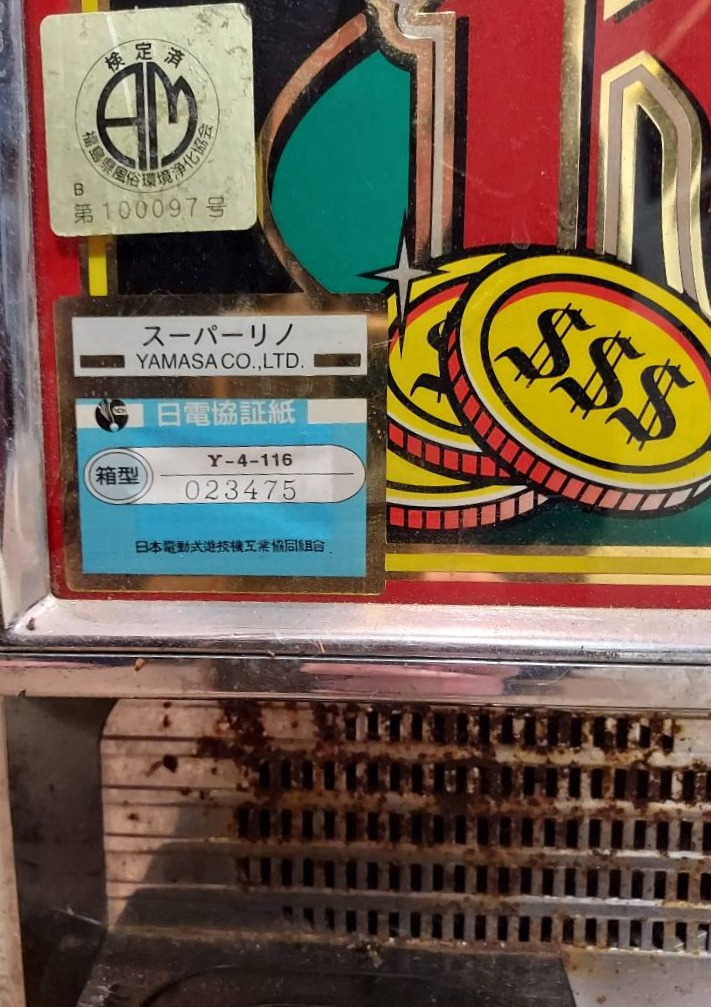 検定済
AM
福島県風俗環境浄化協会
B
第100097号
スーパーリノ
YAMASA CO.,LTD.
日電協証紙
箱型
Y-4-116
023475
日本電動式遊技機工業協同組合
$$$